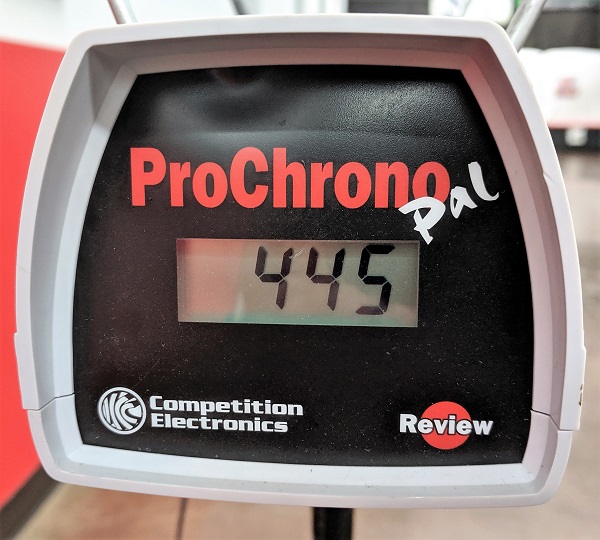 ProChrono
Pal
445
Competition
Electronics
Review